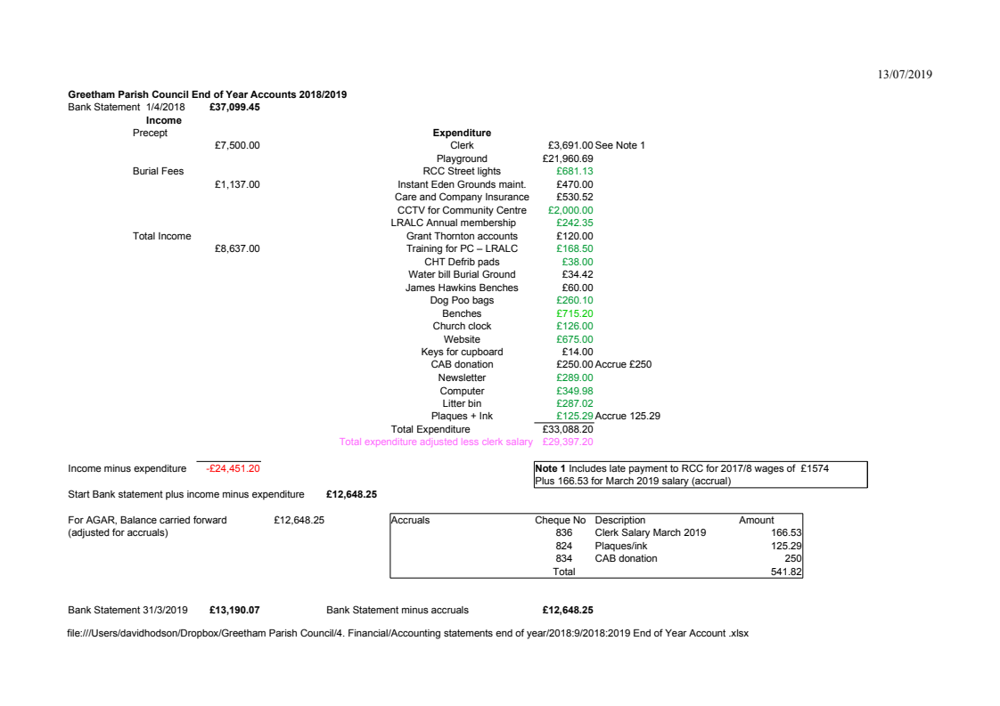 13/07/2019
Greetham Parish Council End of Year Accounts 2018/2019
Bank Statement 1/4/2018 £37,099.45
Income
Precept Expenditure
£7,500.00 Clerk £3,691.00 See Note 1
Playground £21,960.69
Burial Fees RCC Street lights £681.13
£1,137.00 Instant Eden Grounds maint. £470.00
Care and Company Insurance £530.52
CCTV for Community Centre £2,000.00
LRALC Annual membership £242.35
Total Income Grant Thornton accounts £120.00
£8,637.00 Training for PC – LRALC £168.50
CHT Defrib pads £38.00
Water bill Burial Ground £34.42
James Hawkins Benches £60.00
Dog Poo bags £260.10
Benches £715.20
Church clock £126.00
Website £675.00
Keys for cupboard £14.00
CAB donation £250.00 Accrue £250
Newsletter £289.00
Computer £349.98
Litter bin £287.02
Plaques + Ink £125.29 Accrue 125.29
Total Expenditure £33,088.20
Total expenditure adjusted less clerk salary £29,397.20
Income minus expenditure -£24,451.20 Note 1 Includes late payment to RCC for 2017/8 wages of £1574
Plus 166.53 for March 2019 salary (accrual)
Start Bank statement plus income minus expenditure £12,648.25
For AGAR, Balance carried forward £12,648.25 Accruals Cheque No Description Amount
(adjusted for accruals) 836 Clerk Salary March 2019 166.53
824 Plaques/ink 125.29
834 CAB donation 250
Total 541.82
Bank Statement 31/3/2019 £13,190.07 Bank Statement minus accruals £12,648.25
file:///Users/davidhodson/Dropbox/Greetham Parish Council/4. Financial/Accounting statements end of year/2018:9/2018:2019 End of Year Account .xlsx